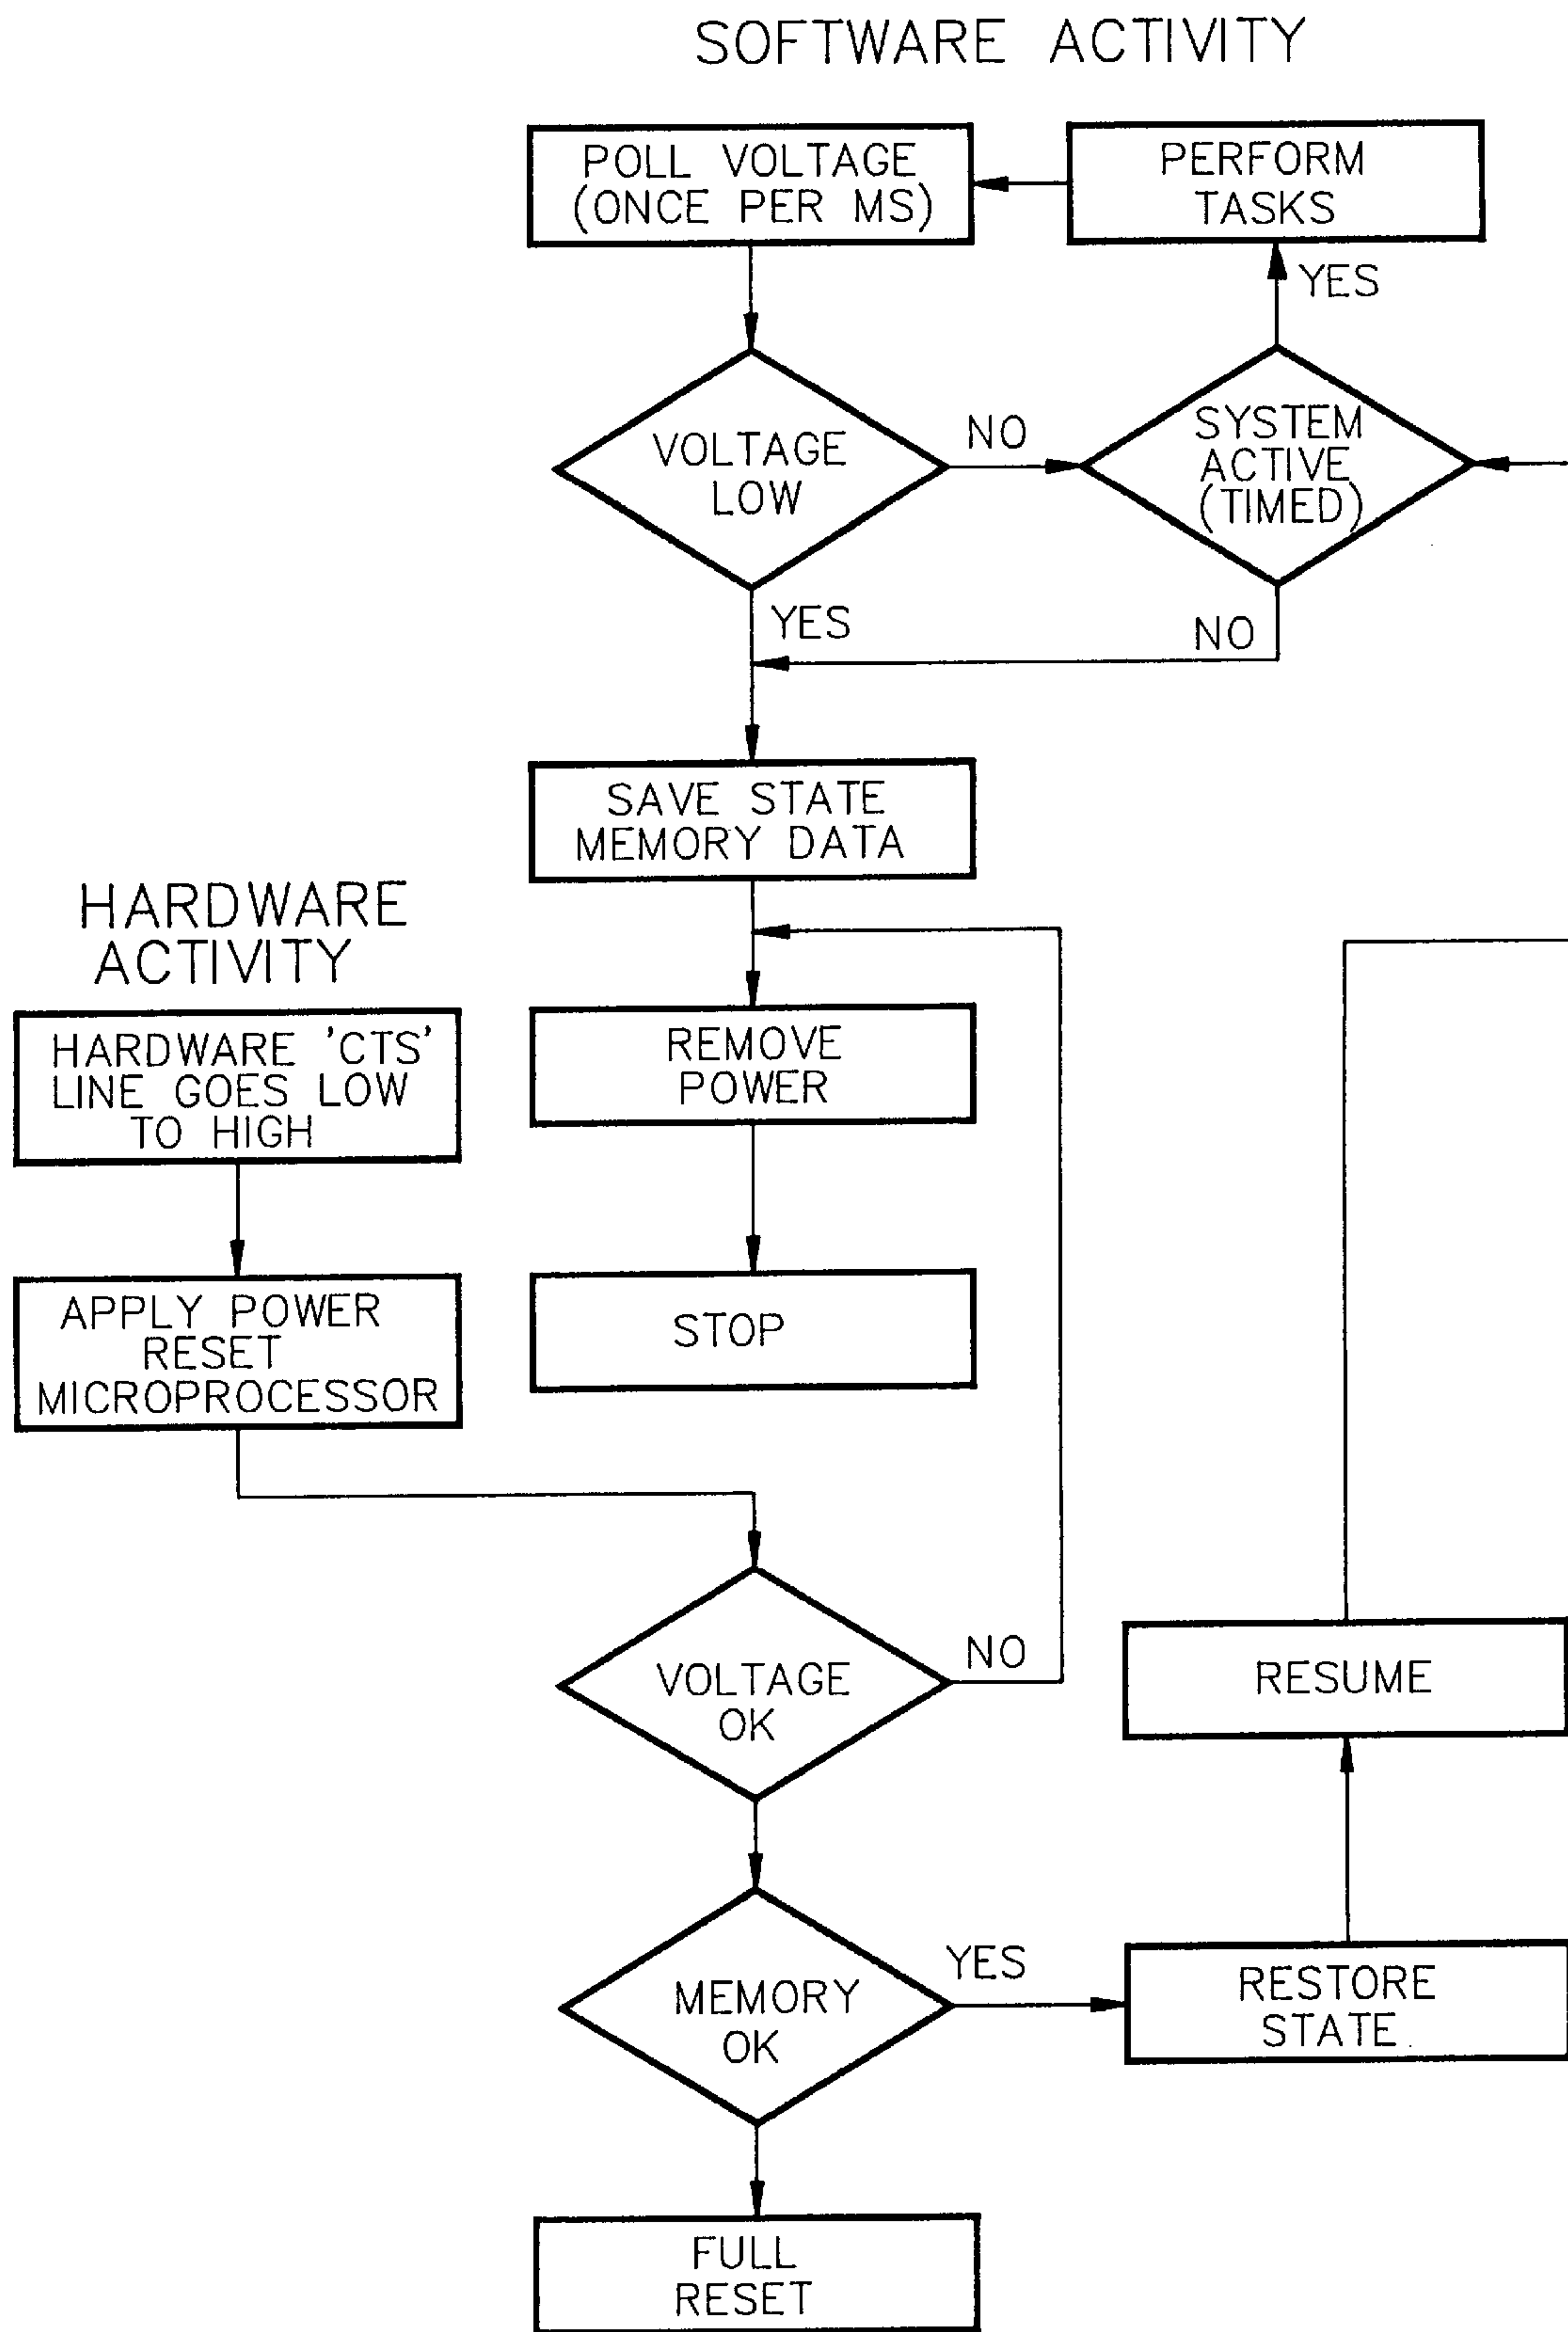 SOFTWARE ACTIVITY
POLL VOLTAGE
(ONCE PER MS)
PERFORM
TASKS
YES
VOLTAGE
LOW
NO
SYSTEM
ACTIVE
(TIMED)
YES
NO
SAVE STATE
MEMORY DATA
HARDWARE
ACTIVITY
HARDWARE 'CTS'
LINE GOES LOW
TO HIGH
REMOVE
POWER
APPLY POWER
RESET
MICROPROCESSOR
STOP
VOLTAGE
OK
NO
RESUME
MEMORY
OK
YES
RESTORE
STATE
FULL
RESET